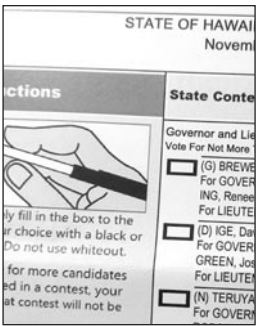 STATE OF HAWAI
Novem
ctions
State Conte
Governor and Lie
Vote For Not More
(G) BREWE
For GOVER
ING, Renee
For LIEUTE
(D) IGE, Dav
For GOVER
GREEN, Jos
For LIEUTEN
(N) TERUYA
For GOVERN
ly fill in the box to the
ur choice with a black or
Do not use whiteout.
for more candidates
ed in a contest, your
at contest will not be